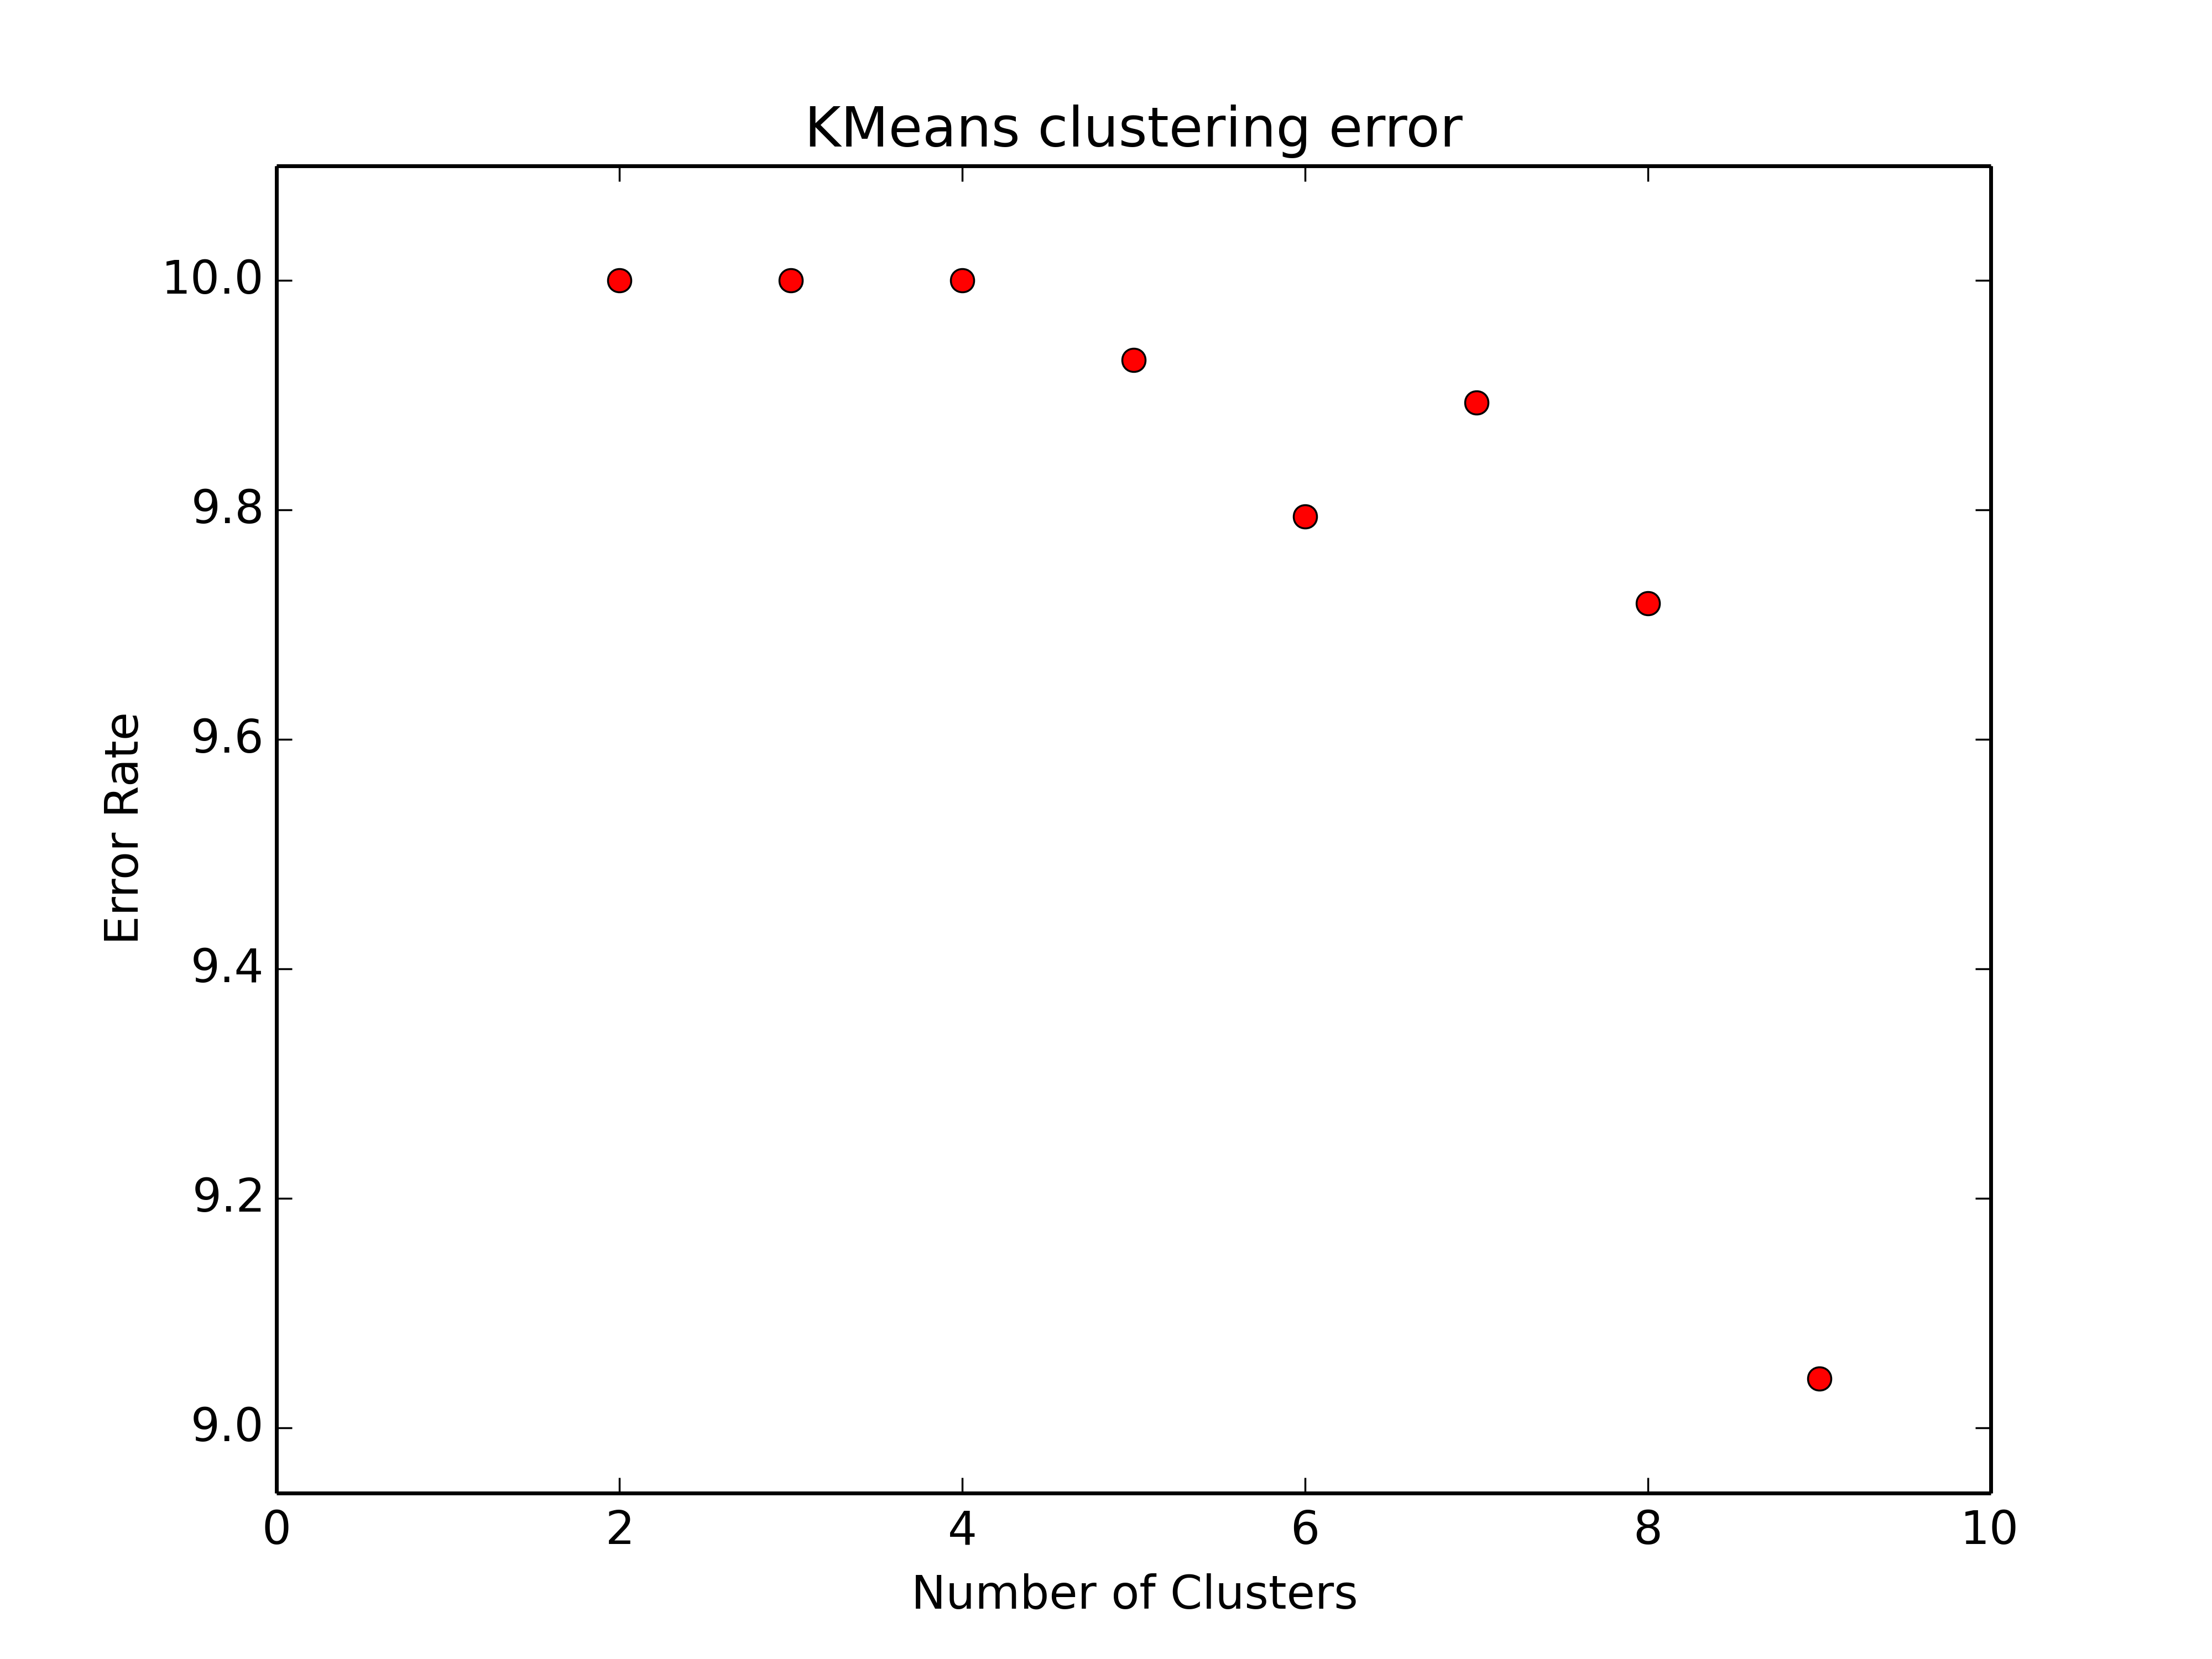 KMeans clustering error
10.0
9.8
9.6
9.4
9.2
9.0
Error Rate
0 2 4 6 8 10
Number of Clusters